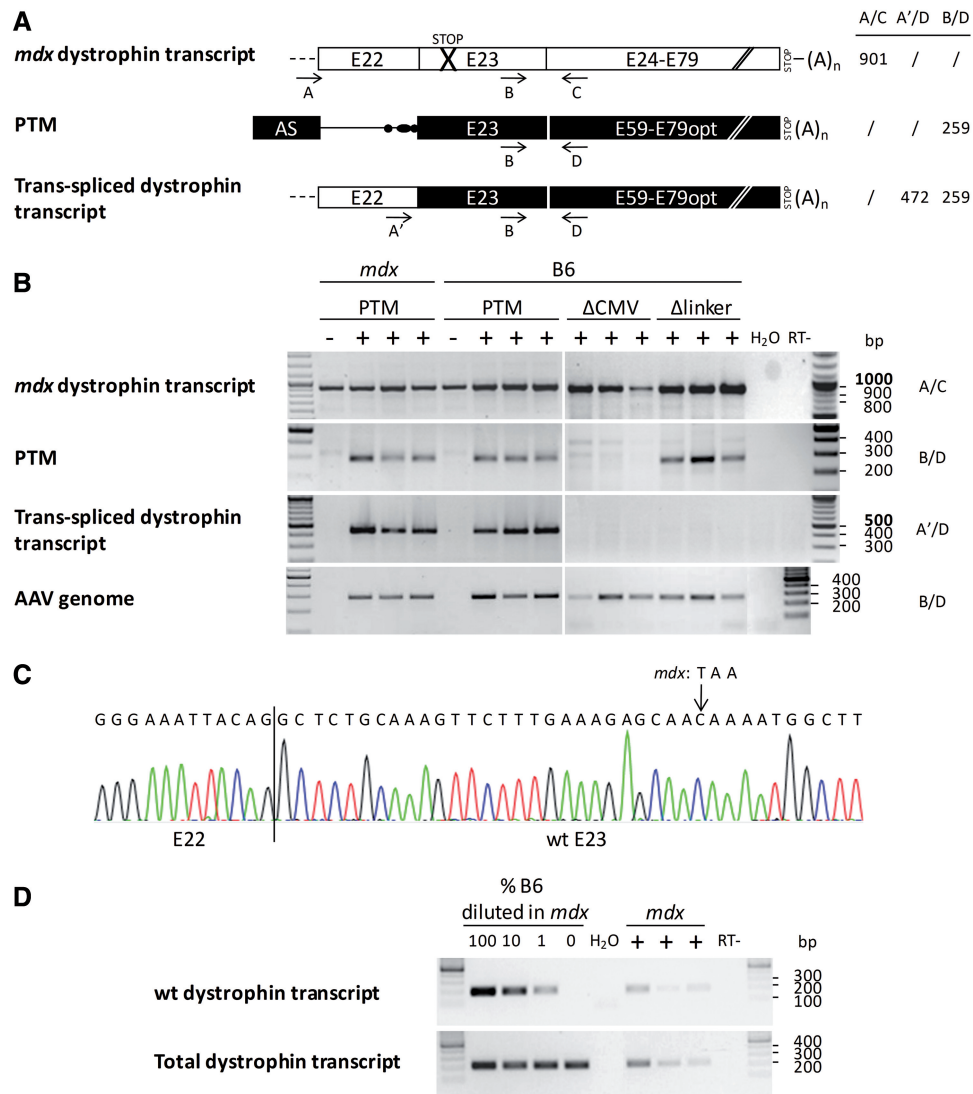 A
A/C A′/D B/D
mdx dystrophin transcript
STOP
E22 E23 E24–E79
STOP
(A)n
901 / /
A B C
PTM
AS E23 E59–E79opt
STOP
(A)n
/ / 259
B D
Trans-spliced dystrophin
transcript
E22 E23 E59–E79opt
STOP
(A)n
/ 472 259
A′ B D
B
mdx B6
PTM PTM ΔCMV Δlinker
- + + + - + + + + + + + + + H2O RT- bp
mdx dystrophin transcript
1000
900
800
A/C
PTM
400
300
200
B/D
Trans-spliced dystrophin
transcript
500
400
300
A′/D
AAV genome
400
300
200
B/D
C
mdx: T A A
G G G A A A T T A C A G G C T C T G C A A A G T T C T T T G A A A G A G C A A C A A A A T G G C T T
E22 wt E23
D
% B6
diluted in mdx mdx
100 10 1 0 H2O + + + RT- bp
wt dystrophin transcript
300
200
100
Total dystrophin transcript
400
300
200